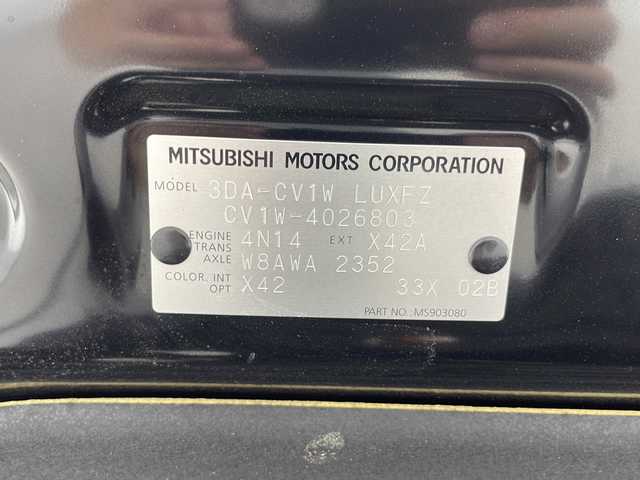 MITSUBISHI MOTORS CORPORATION
MODEL 3DA-CV1W LUXFZ
CV1W-4026803
ENGINE 4N14 EXT X42A
TRANS AXLE W8AWA 2352
COLOR, INT OPT X42 33X 02B
PART NO.; MS903080